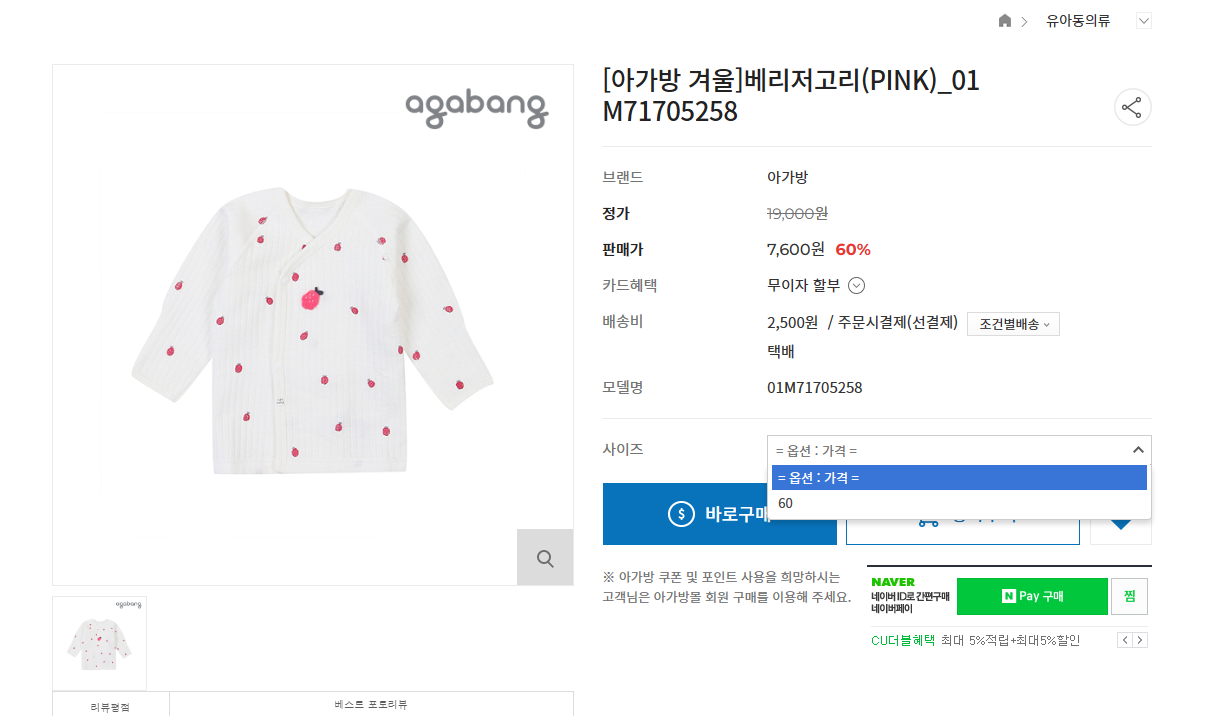 유아동의류
agabang
[아가방 겨울]베리저고리(PINK)_01
M71705258
브랜드 아가방
정가 19,000원
판매가 7,600원 60%
카드혜택 무이자 할부
배송비 2,500원 / 주문시결제(선결제) 조건별배송
택배
모델명 01M71705258
사이즈 = 옵션 : 가격 =
= 옵션 : 가격 =
60
바로구매
※ 아가방 쿠폰 및 포인트 사용을 희망하시는
고객님은 아가방몰 회원 구매를 이용해 주세요.
NAVER
네이버 ID로 간편구매
네이버페이
N Pay 구매
찜
CU더블혜택 최대 5%적립+최대5%할인
agabang
리뷰평점
베스트 포토리뷰